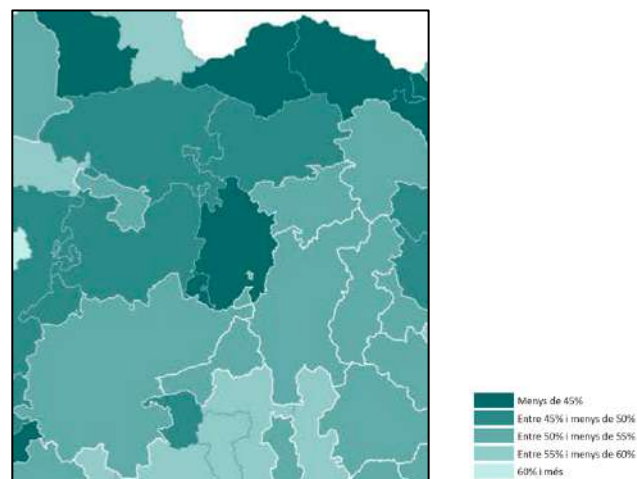 Menys de 45%
Entre 45% i menys de 50%
Entre 50% i menys de 55%
Entre 55% i menys de 60%
60% i més